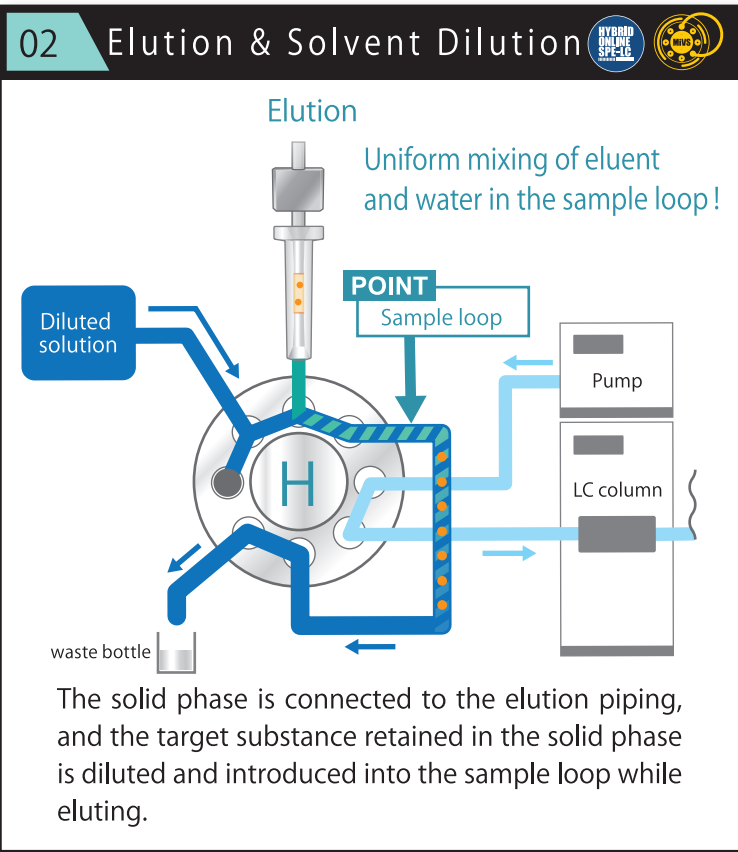 02
Elution & Solvent Dilution
HYBRID
ONLINE
SPE-LC
MiVS
Elution
Uniform mixing of eluent
and water in the sample loop !
POINT
Sample loop
Diluted
solution
Pump
H
LC column
waste bottle
The solid phase is connected to the elution piping,
and the target substance retained in the solid phase
is diluted and introduced into the sample loop while
eluting.